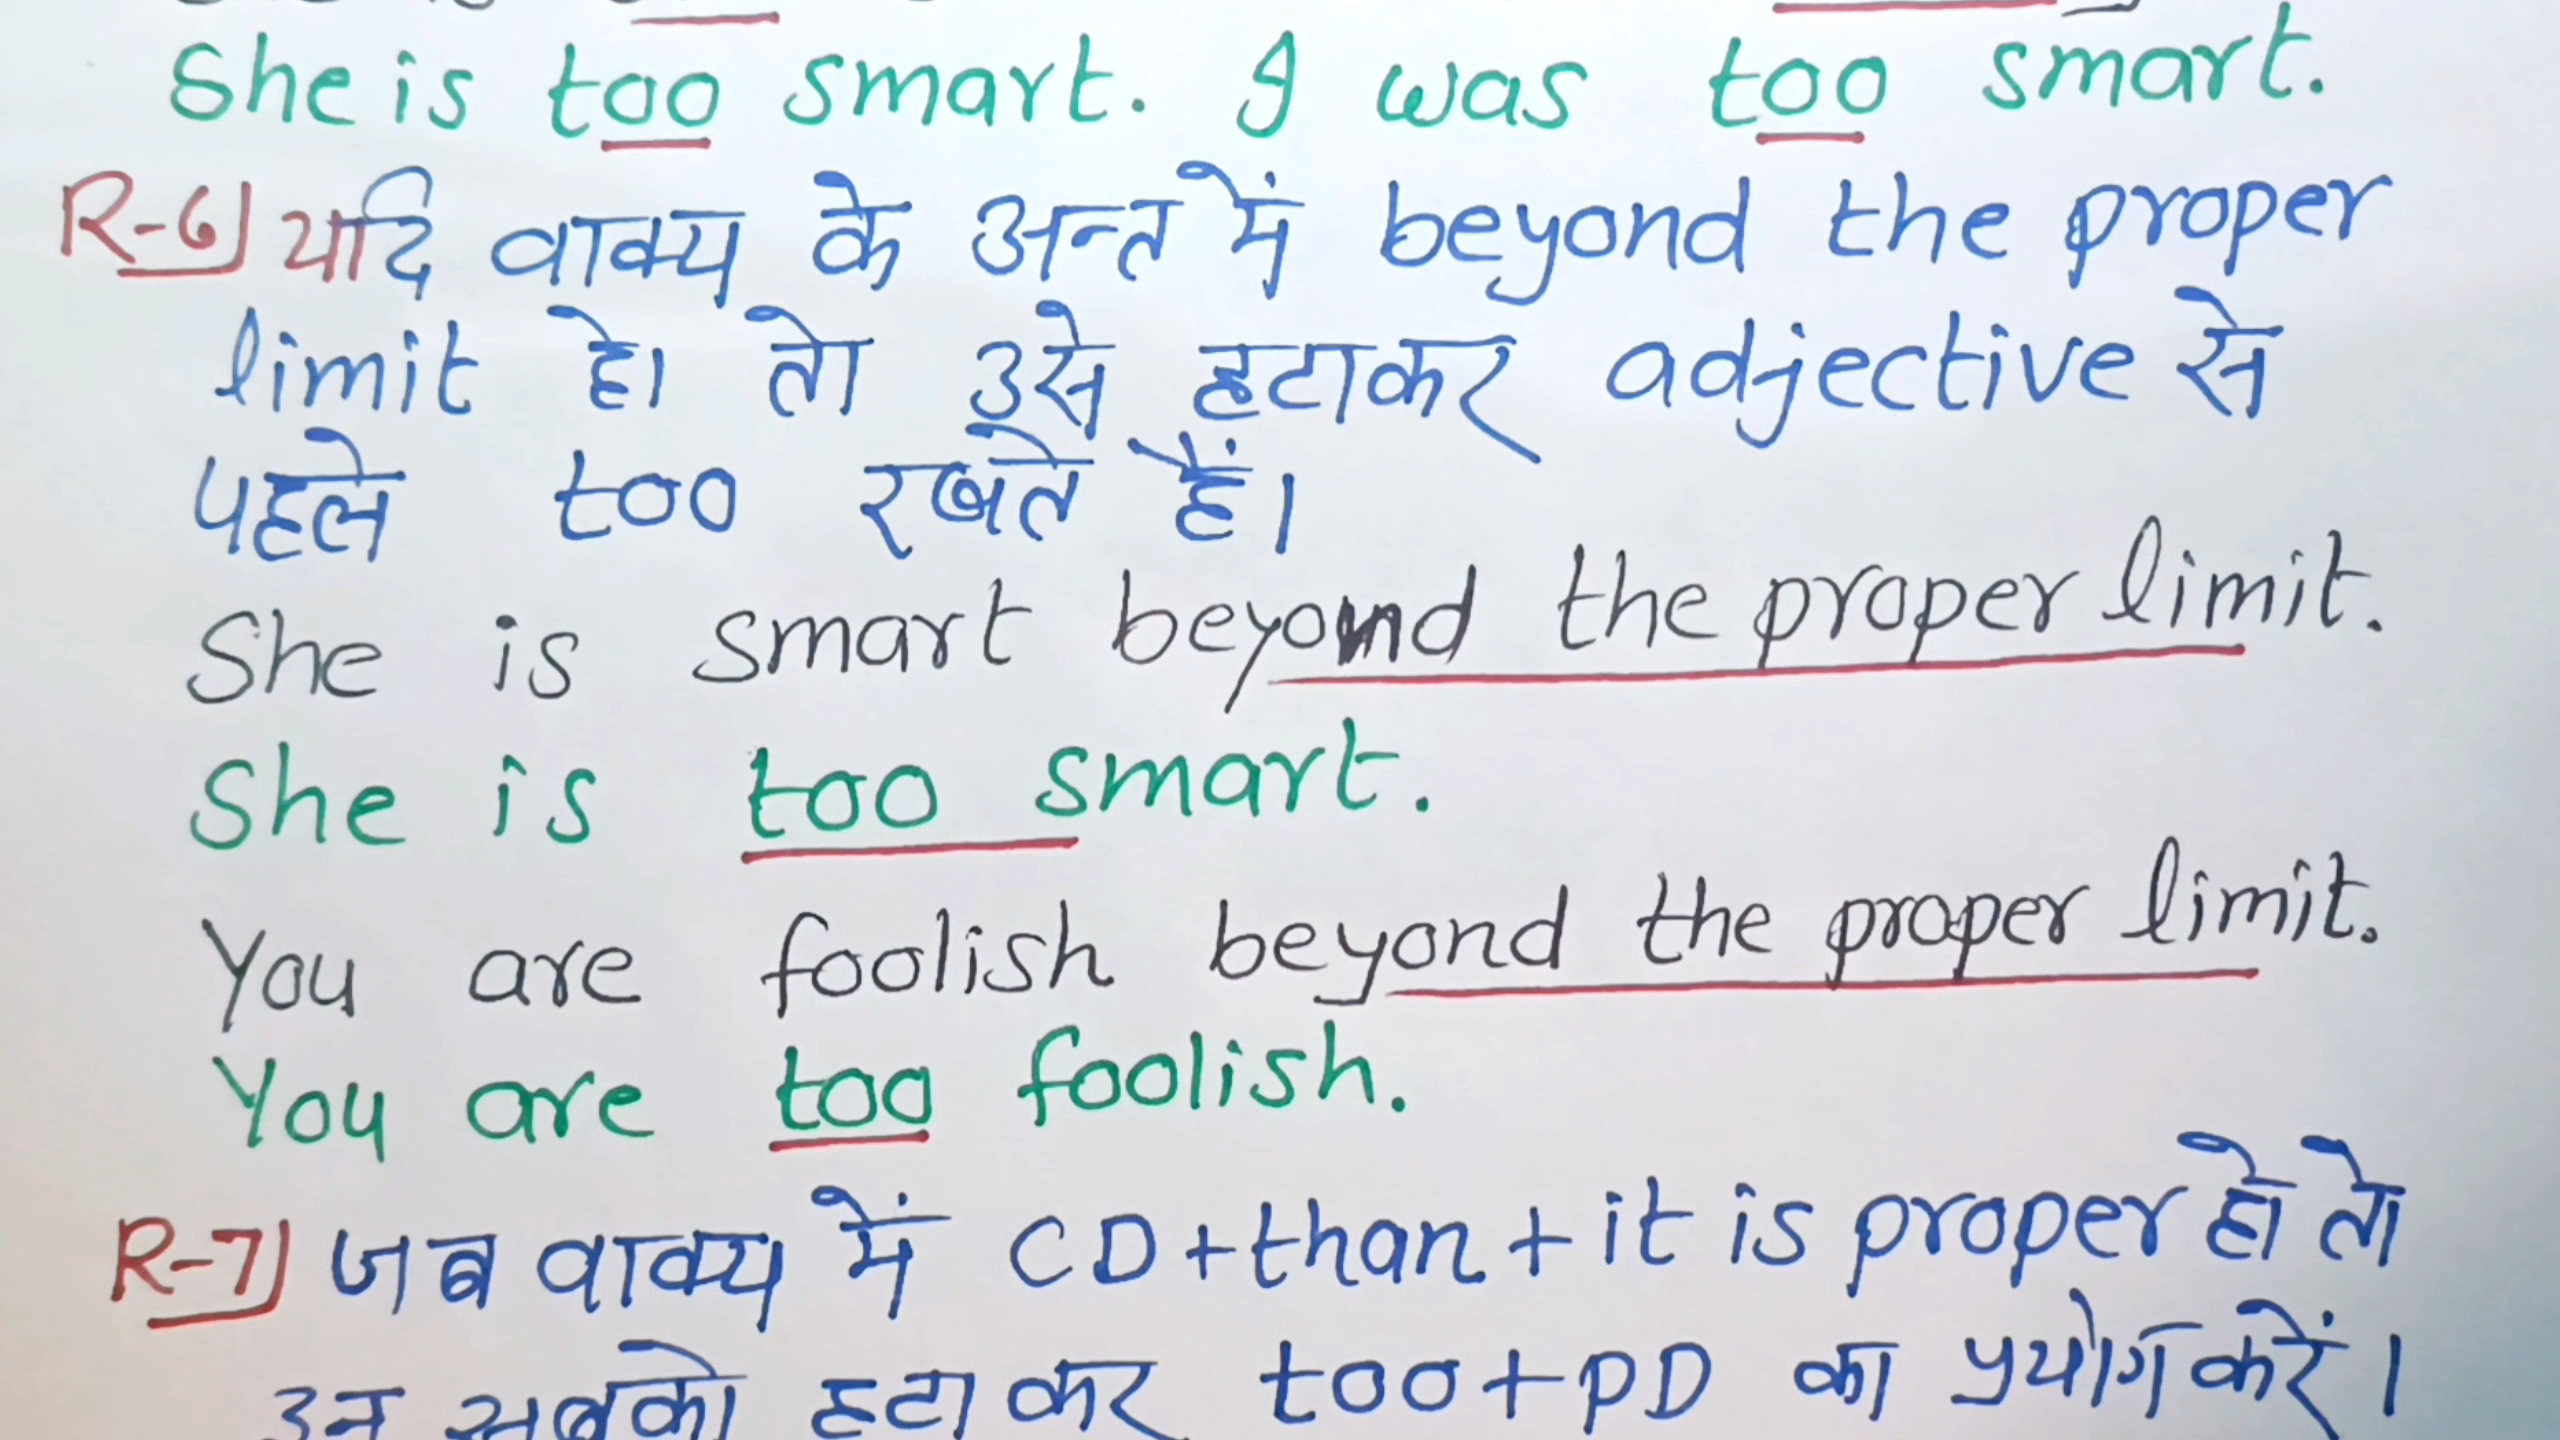 She is too smart. I was too smart.
R-6) यदि वाक्य के अन्त में beyond the proper
limit हो तो उसे हटाकर adjective से
पहले too रखते हैं।
She is smart beyond the proper limit.
She is too smart.
You are foolish beyond the proper limit.
You are too foolish.
R-7) जब वाक्य में CD+than+it is proper हो तो
उन सबको हटा कर too+PD का प्रयोग करें।